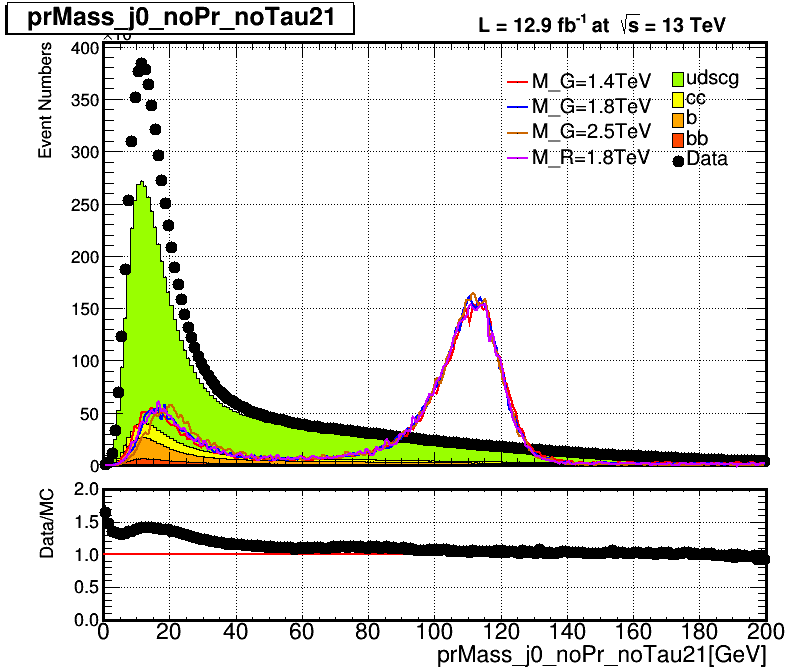 prMass_j0_noPr_noTau21
L = 12.9 fb-1 at √s = 13 TeV
Event Numbers
400
350
300
250
200
150
100
50
0
M_G=1.4TeV
M_G=1.8TeV
M_G=2.5TeV
M_R=1.8TeV
udscg
cc
b
bb
Data
Data/MC
2.0
1.5
1.0
0.5
0.0
0 20 40 60 80 100 120 140 160 180 200
prMass_j0_noPr_noTau21[GeV]